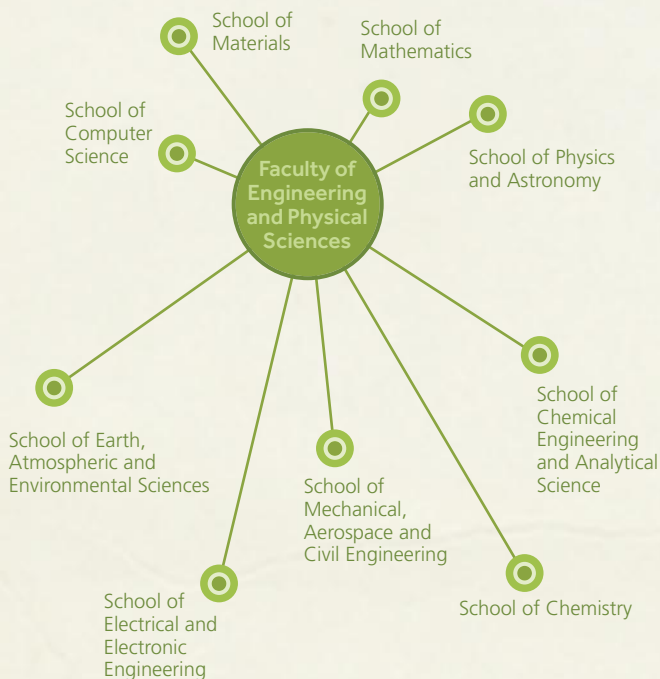 School of
Materials
School of
Mathematics
School of
Computer
Science
School of Physics
and Astronomy
Faculty of
Engineering
and Physical
Sciences
School of Earth,
Atmospheric and
Environmental Sciences
School of
Chemical
Engineering
and Analytical
Science
School of
Mechanical,
Aerospace and
Civil Engineering
School of
Electrical and
Electronic
Engineering
School of Chemistry